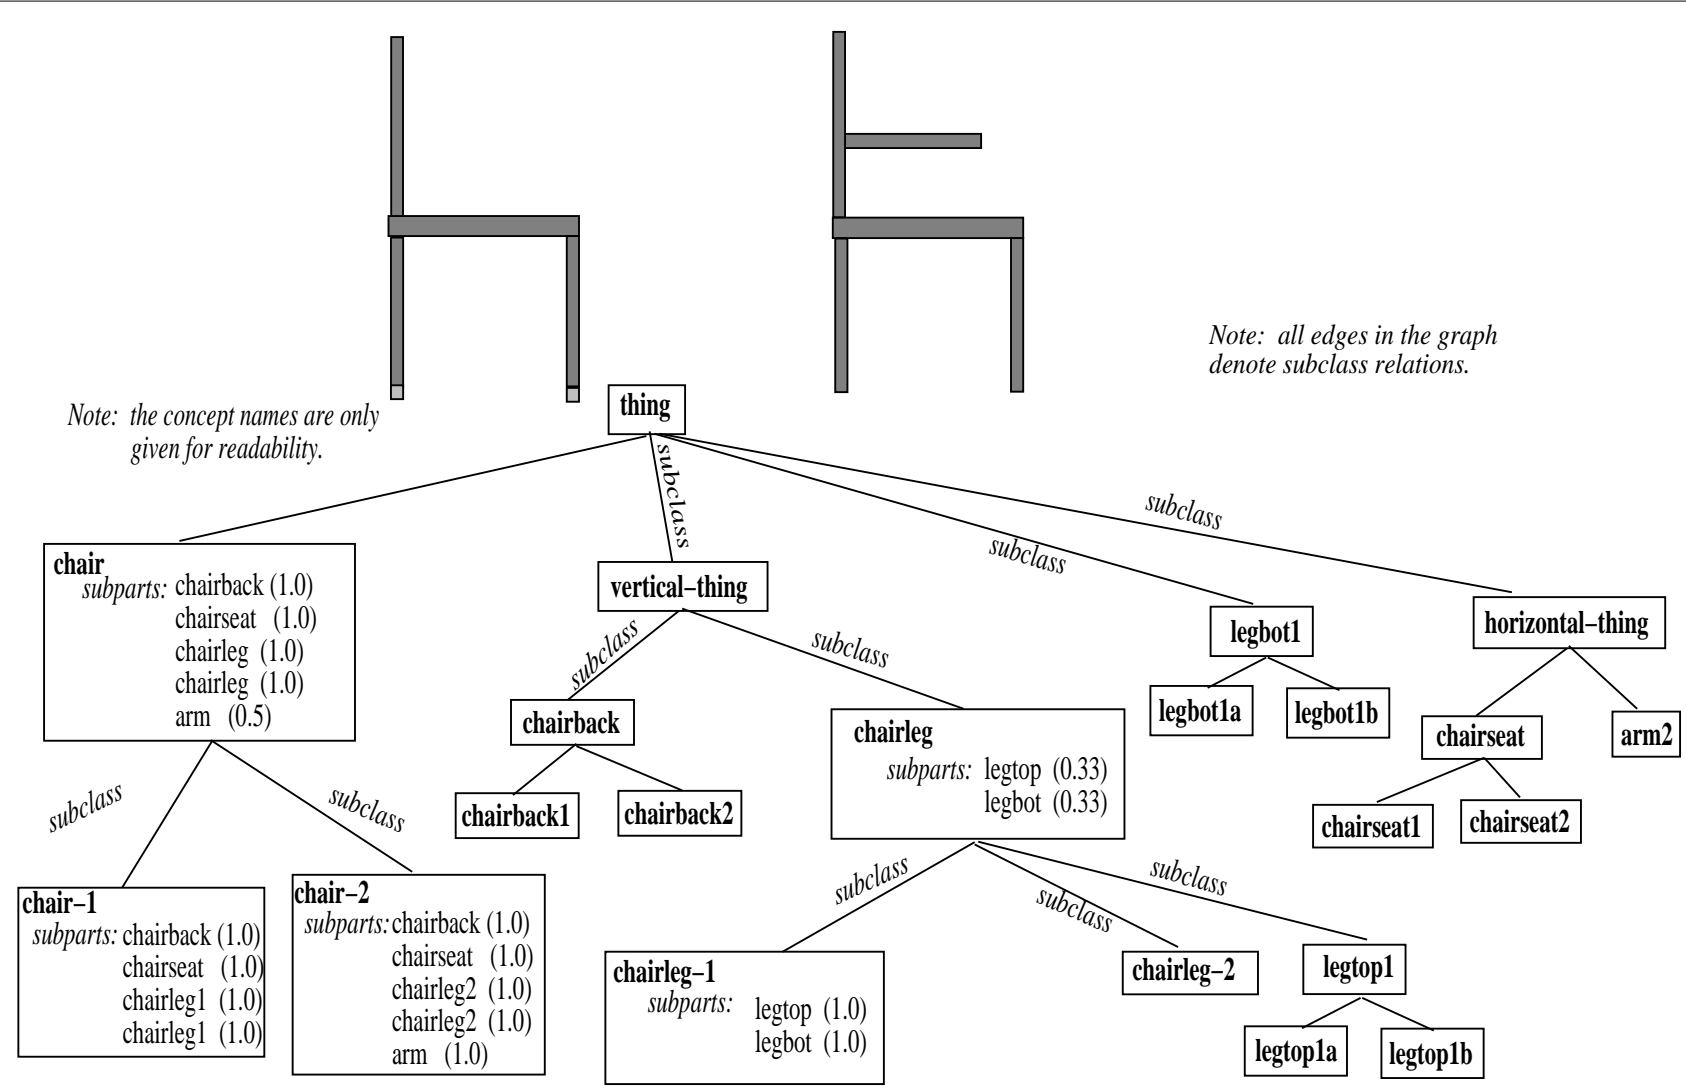 Note: all edges in the graph
denote subclass relations.
Note: the concept names are only
given for readability.
thing
subclass
subclass
subclass
chair
subparts: chairback (1.0)
chairseat (1.0)
chairleg (1.0)
chairleg (1.0)
arm (0.5)
vertical-thing
legbot1
horizontal-thing
subclass
subclass
legbot1a
legbot1b
chairback
chairleg
subparts: legtop (0.33)
legbot (0.33)
chairseat
arm2
subclass
subclass
chairback1
chairback2
chairseat1
chairseat2
subclass
subclass
subclass
chair-1
subparts: chairback (1.0)
chairseat (1.0)
chairleg1 (1.0)
chairleg1 (1.0)
chair-2
subparts: chairback (1.0)
chairseat (1.0)
chairleg2 (1.0)
chairleg2 (1.0)
arm (1.0)
chairleg-1
subparts: legtop (1.0)
legbot (1.0)
chairleg-2
legtop1
legtop1a
legtop1b